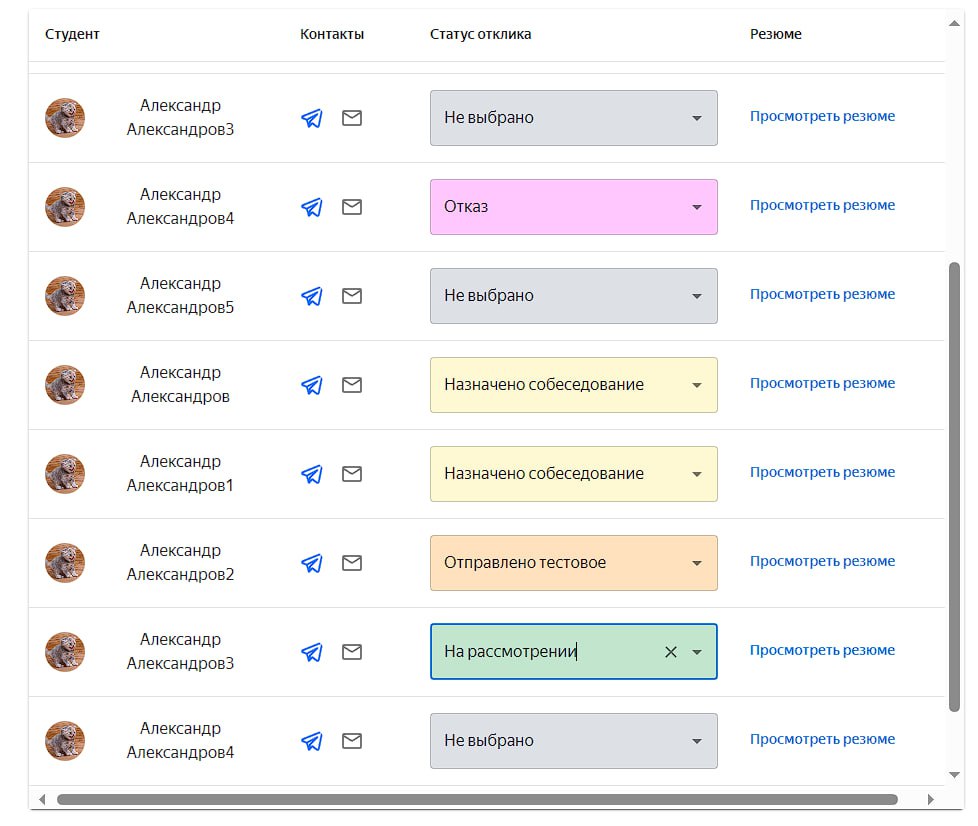 Студент Контакты Статус отклика Резюме
Александр
Александров3
Не выбрано
Просмотреть резюме
Александр
Александров4
Отказ
Просмотреть резюме
Александр
Александров5
Не выбрано
Просмотреть резюме
Александр
Александров
Назначено собеседование
Просмотреть резюме
Александр
Александров1
Назначено собеседование
Просмотреть резюме
Александр
Александров2
Отправлено тестовое
Просмотреть резюме
Александр
Александров3
На рассмотрении
Просмотреть резюме
Александр
Александров4
Не выбрано
Просмотреть резюме